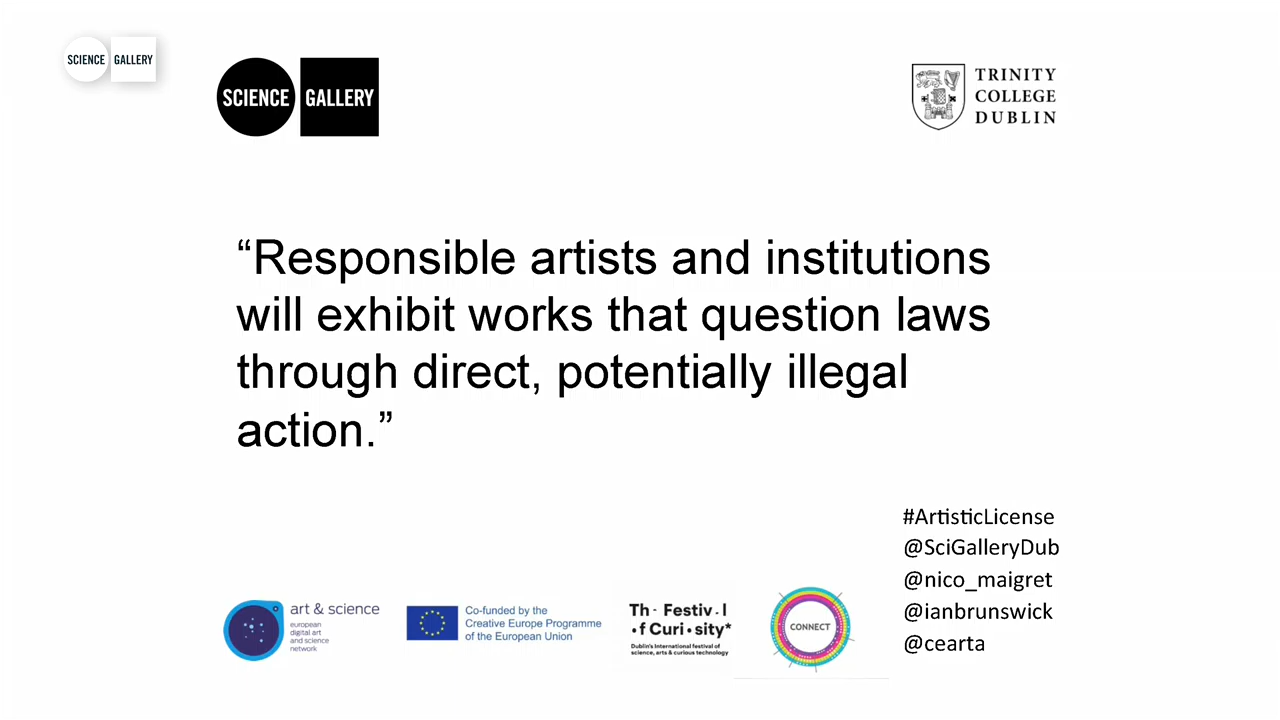 SCIENCE GALLERY
SCIENCE GALLERY
TRINITY
COLLEGE
DUBLIN
“Responsible artists and institutions
will exhibit works that question laws
through direct, potentially illegal
action.”
#ArtisticLicense
@SciGalleryDub
@nico_maigret
@ianbrunswick
@cearta
art & science
european
digital art
and science
network
Co-funded by the
Creative Europe Programme
of the European Union
Th· Festiv.l
•f Curi•sity*
Dublin's International festival of
science, arts & curious technology
CONNECT